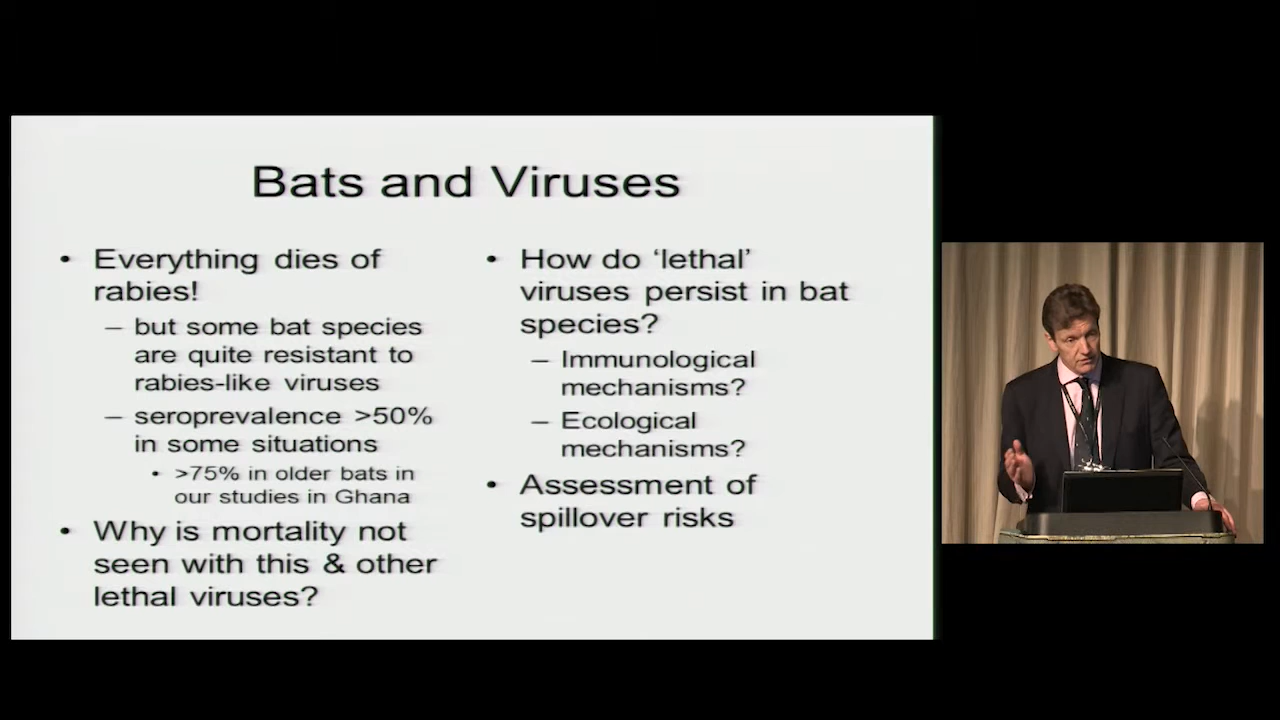 Bats and Viruses
• Everything dies of
rabies!
– but some bat species
are quite resistant to
rabies-like viruses
– seroprevalence >50%
in some situations
• >75% in older bats in
our studies in Ghana
• Why is mortality not
seen with this & other
lethal viruses?
• How do ‘lethal’
viruses persist in bat
species?
– Immunological
mechanisms?
– Ecological
mechanisms?
• Assessment of
spillover risks